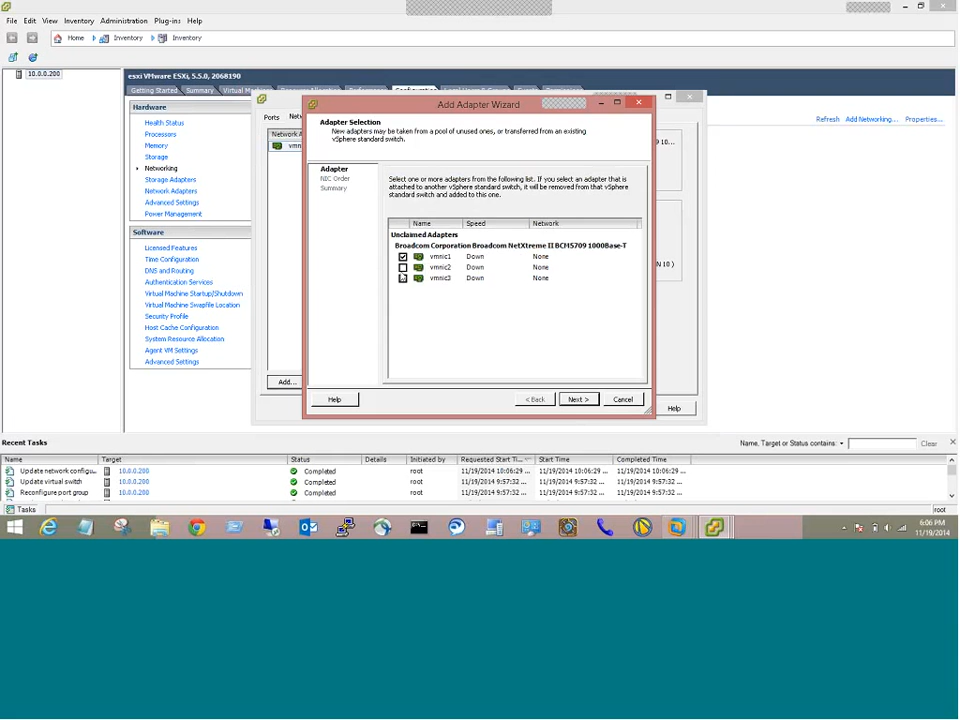 File Edit View Inventory Administration Plug-ins Help
Home Inventory Inventory
10.0.0.200
esxi VMware ESXi, 5.5.0, 2068190
Getting Started Summary Virtual
Hardware
Health Status
Processors
Memory
Storage
Networking
Storage Adapters
Network Adapters
Advanced Settings
Power Management
Software
Licensed Features
Time Configuration
DNS and Routing
Authentication Services
Virtual Machine Startup/Shutdown
Virtual Machine Swapfile Location
Security Profile
Host Cache Configuration
System Resource Allocation
Agent VM Settings
Advanced Settings
Refresh Add Networking... Properties...
Ports
Network A
Add...
Help
Add Adapter Wizard
Adapter Selection
New adapters may be taken from a pool of unused ones, or transferred from an existing
vSphere standard switch.
Adapter
NIC Order
Summary
Select one or more adapters from the following list. If you select an adapter that is
attached to another vSphere standard switch, it will be removed from that vSphere
standard switch and added to this one.
Name Speed Network
Unclaimed Adapters
Broadcom Corporation Broadcom NetXtreme II BCM5709 1000Base-T
vmnic1 Down None
vmnic2 Down None
vmnic3 Down None
Help < Back Next > Cancel
Recent Tasks
Name, Target or Status contains: Clear
Name Target Status Details Initiated by Requested Start Ti... Start Time Completed Time
Update network configu... 10.0.0.200 Completed root 11/19/2014 10:06:29 ... 11/19/2014 10:06:29 ... 11/19/2014 10:06:29 ...
Update virtual switch 10.0.0.200 Completed root 11/19/2014 9:57:32 ... 11/19/2014 9:57:32 ... 11/19/2014 9:57:32 ...
Reconfigure port group 10.0.0.200 Completed root 11/19/2014 9:57:32 ... 11/19/2014 9:57:32 ... 11/19/2014 9:57:32 ...
Tasks root
6:06 PM
11/19/2014